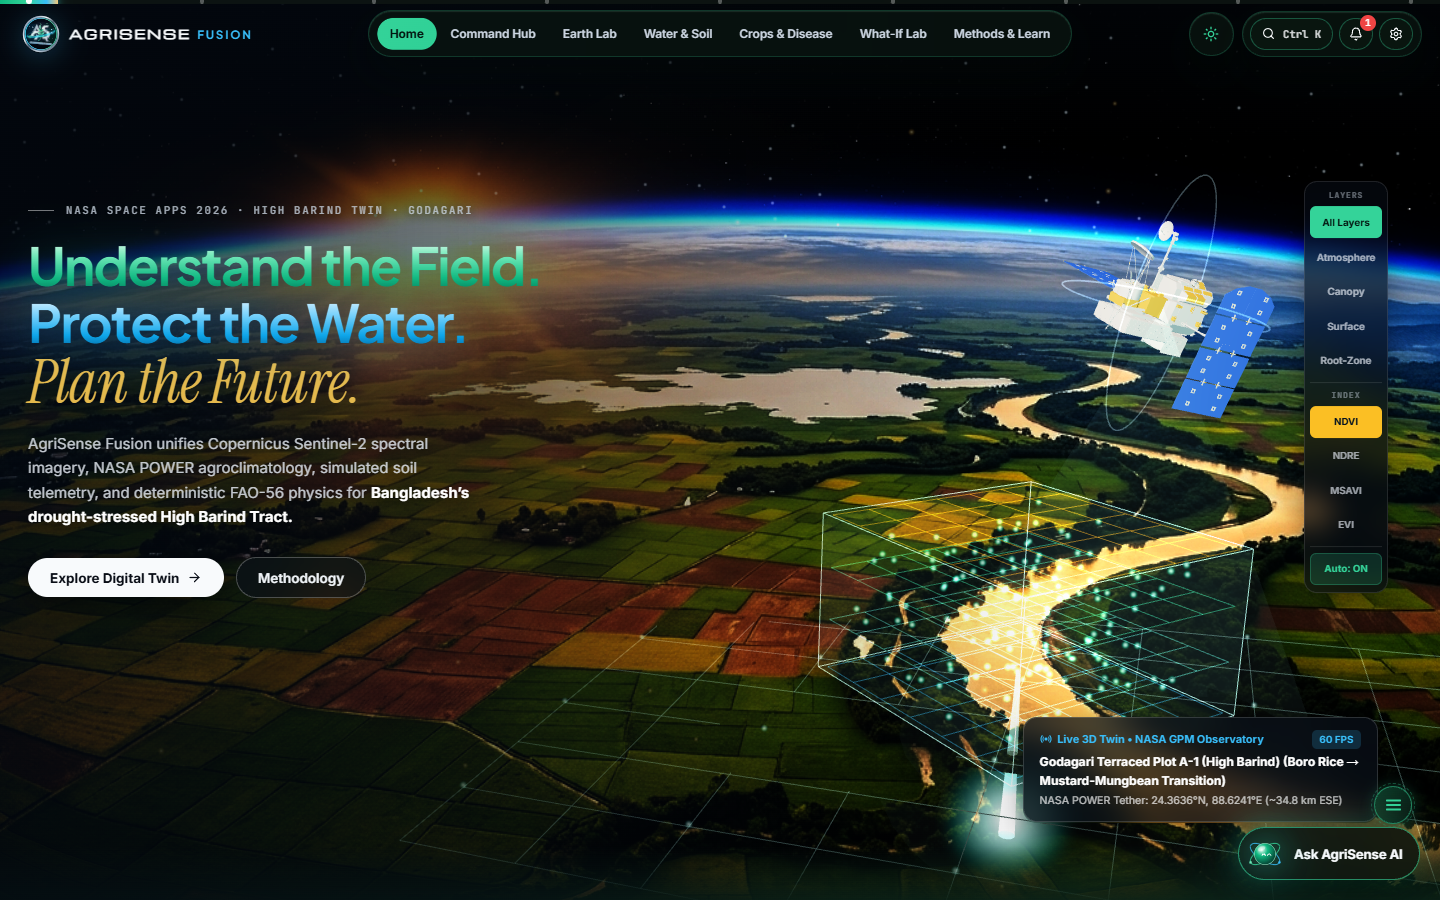 AGRISENSE FUSION
Home
Command Hub
Earth Lab
Water & Soil
Crops & Disease
What-If Lab
Methods & Learn
Ctrl K
1
NASA SPACE APPS 2026 · HIGH BARIND TWIN · GODAGARI
Understand the Field.
Protect the Water.
Plan the Future.
AgriSense Fusion unifies Copernicus Sentinel-2 spectral
imagery, NASA POWER agroclimatology, simulated soil
telemetry, and deterministic FAO-56 physics for Bangladesh's
drought-stressed High Barind Tract.
Explore Digital Twin →
Methodology
LAYERS
All Layers
Atmosphere
Canopy
Surface
Root-Zone
INDEX
NDVI
NDRE
MSAVI
EVI
Auto: ON
Live 3D Twin • NASA GPM Observatory
60 FPS
Godagari Terraced Plot A-1 (High Barind) (Boro Rice →
Mustard-Mungbean Transition)
NASA POWER Tether: 24.3636°N, 88.6241°E (~34.8 km ESE)
Ask AgriSense AI